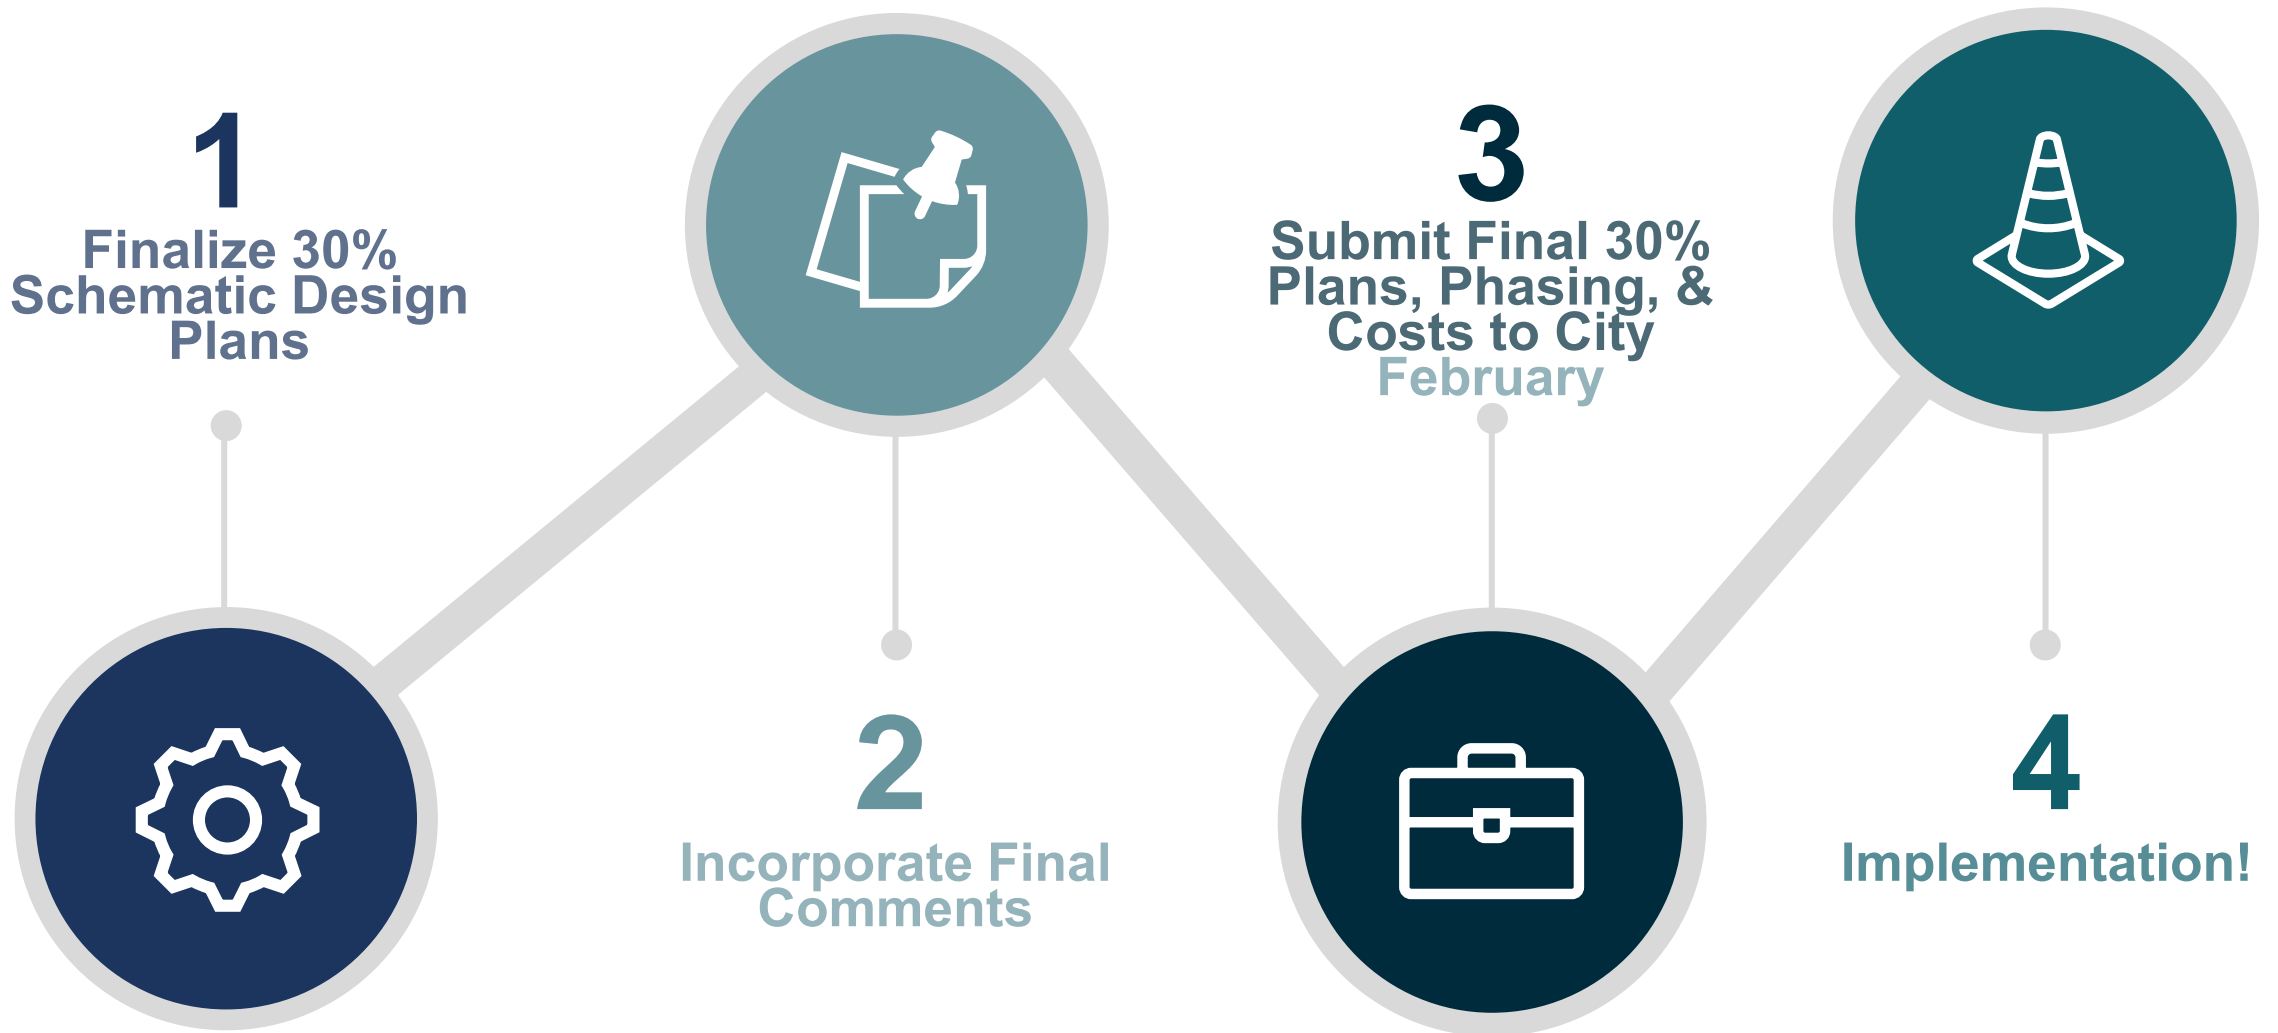 1
Finalize 30%
Schematic Design
Plans
2
Incorporate Final
Comments
3
Submit Final 30%
Plans, Phasing, &
Costs to City
February
4
Implementation!